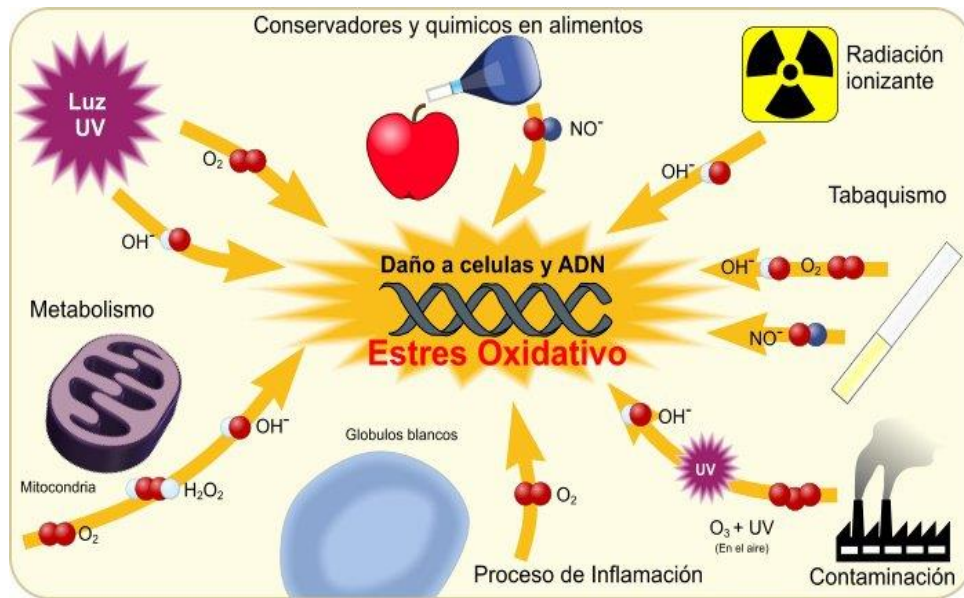 Conservadores y quimicos en alimentos
Luz
UV
Radiación
ionizante
O₂
NO⁻
OH⁻
Tabaquismo
OH⁻
Daño a celulas y ADN
OH⁻ O₂
Estres Oxidativo
NO⁻
Metabolismo
Mitocondria
O₂
H₂O₂
OH⁻
Globulos blancos
O₂
Proceso de Inflamación
OH⁻
UV
O₃ + UV
(En el aire)
Contaminación